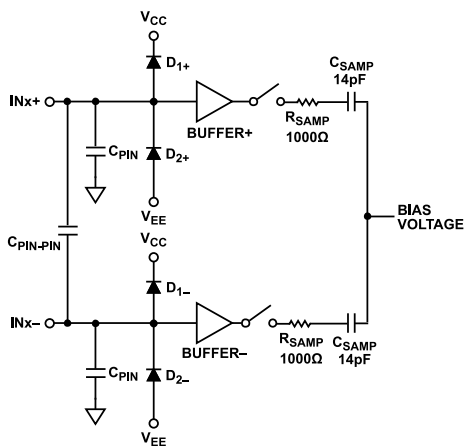 VCC
D1+
CSAMP
14pF
INx+
BUFFER+
RSAMP
1000Ω
CPIN
D2+
VEE
CPIN-PIN
BIAS
VOLTAGE
VCC
D1–
INx–
BUFFER–
RSAMP
1000Ω
CSAMP
14pF
CPIN
D2–
VEE